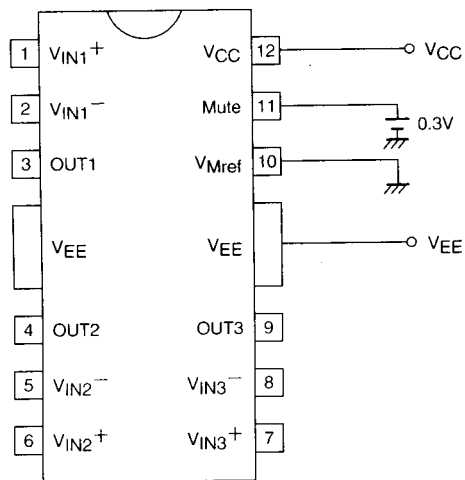 1 VIN1+ VCC 12 VCC
2 VIN1− Mute 11
0.3V
3 OUT1 VMref 10
VEE VEE VEE
4 OUT2 OUT3 9
5 VIN2− VIN3− 8
6 VIN2+ VIN3+ 7